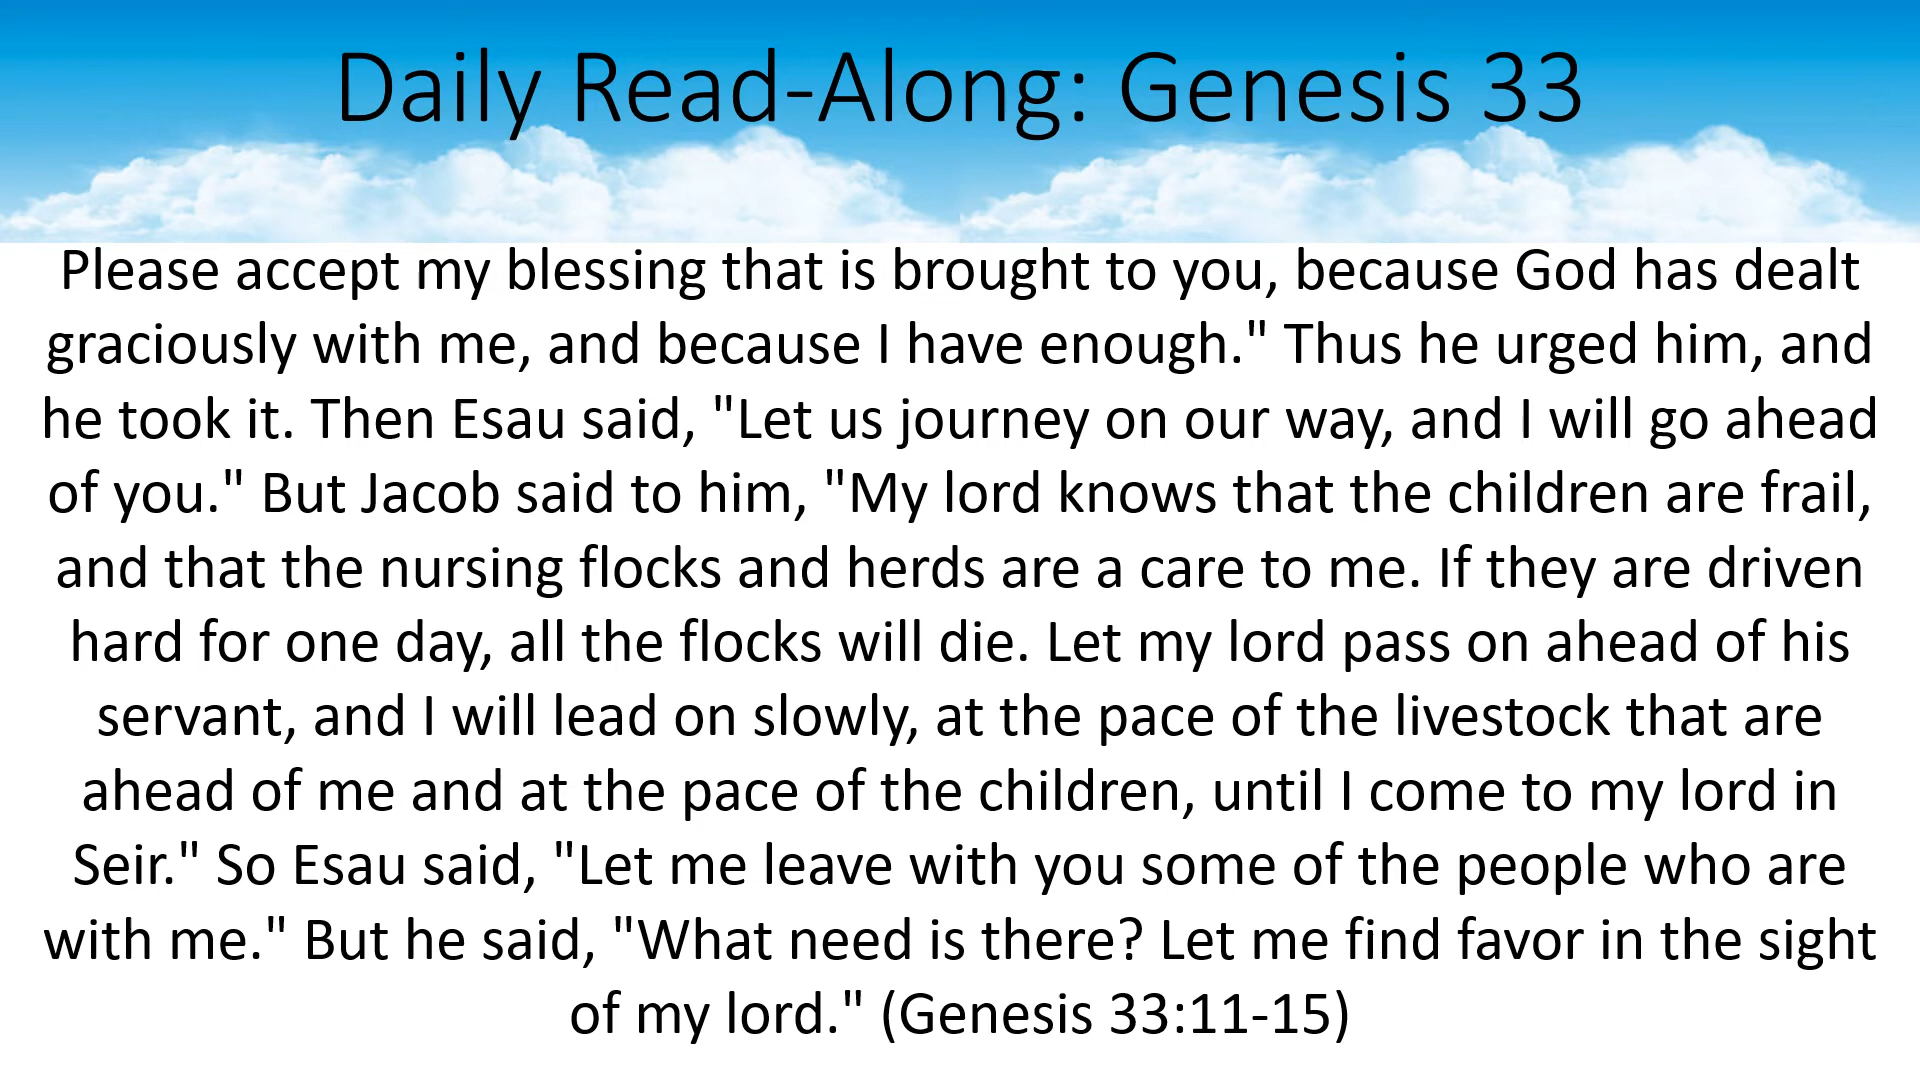 Daily Read-Along: Genesis 33
Please accept my blessing that is brought to you, because God has dealt
graciously with me, and because I have enough." Thus he urged him, and
he took it. Then Esau said, "Let us journey on our way, and I will go ahead
of you." But Jacob said to him, "My lord knows that the children are frail,
and that the nursing flocks and herds are a care to me. If they are driven
hard for one day, all the flocks will die. Let my lord pass on ahead of his
servant, and I will lead on slowly, at the pace of the livestock that are
ahead of me and at the pace of the children, until I come to my lord in
Seir." So Esau said, "Let me leave with you some of the people who are
with me." But he said, "What need is there? Let me find favor in the sight
of my lord." (Genesis 33:11-15)